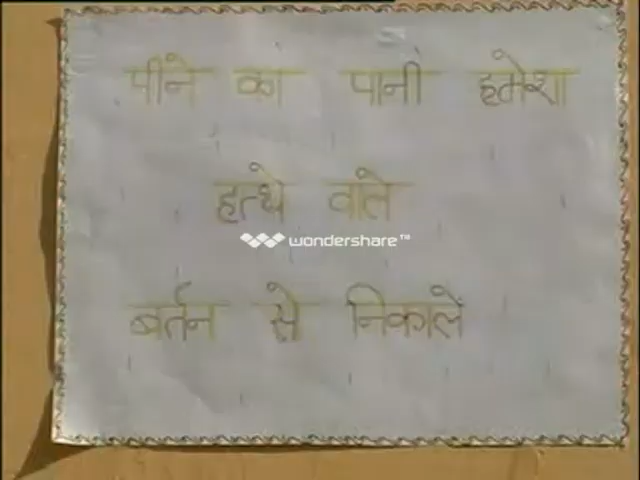 पीने का पानी हमेशा
हत्थे वाले
wondershare™
बर्तन से निकालें